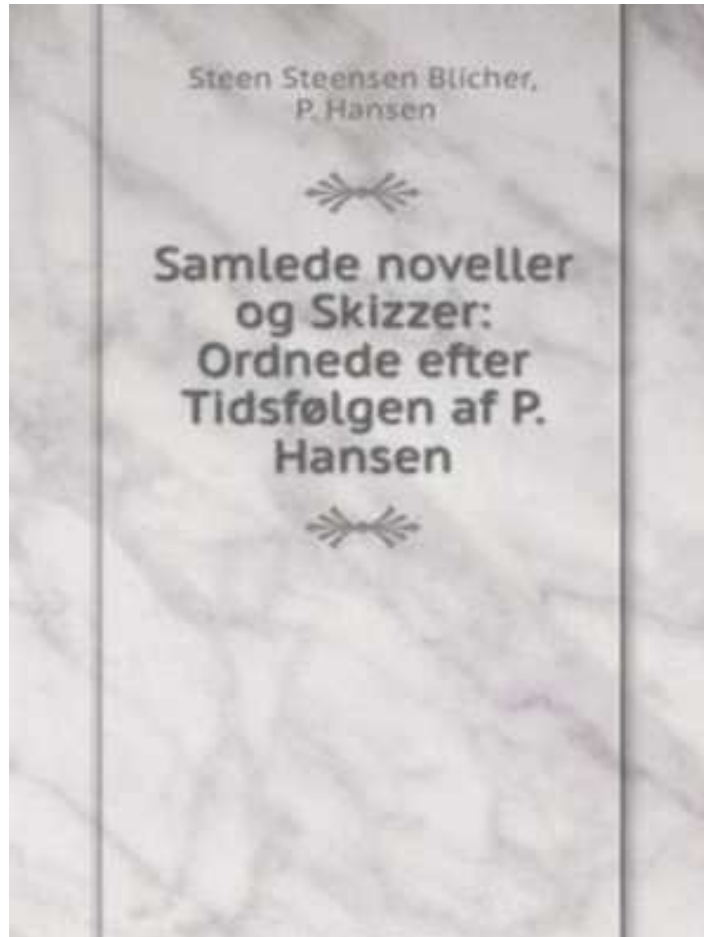 Steen Steensen Blicher,
P. Hansen
Samlede noveller
og Skizzer:
Ordnede efter
Tidsfølgen af P.
Hansen